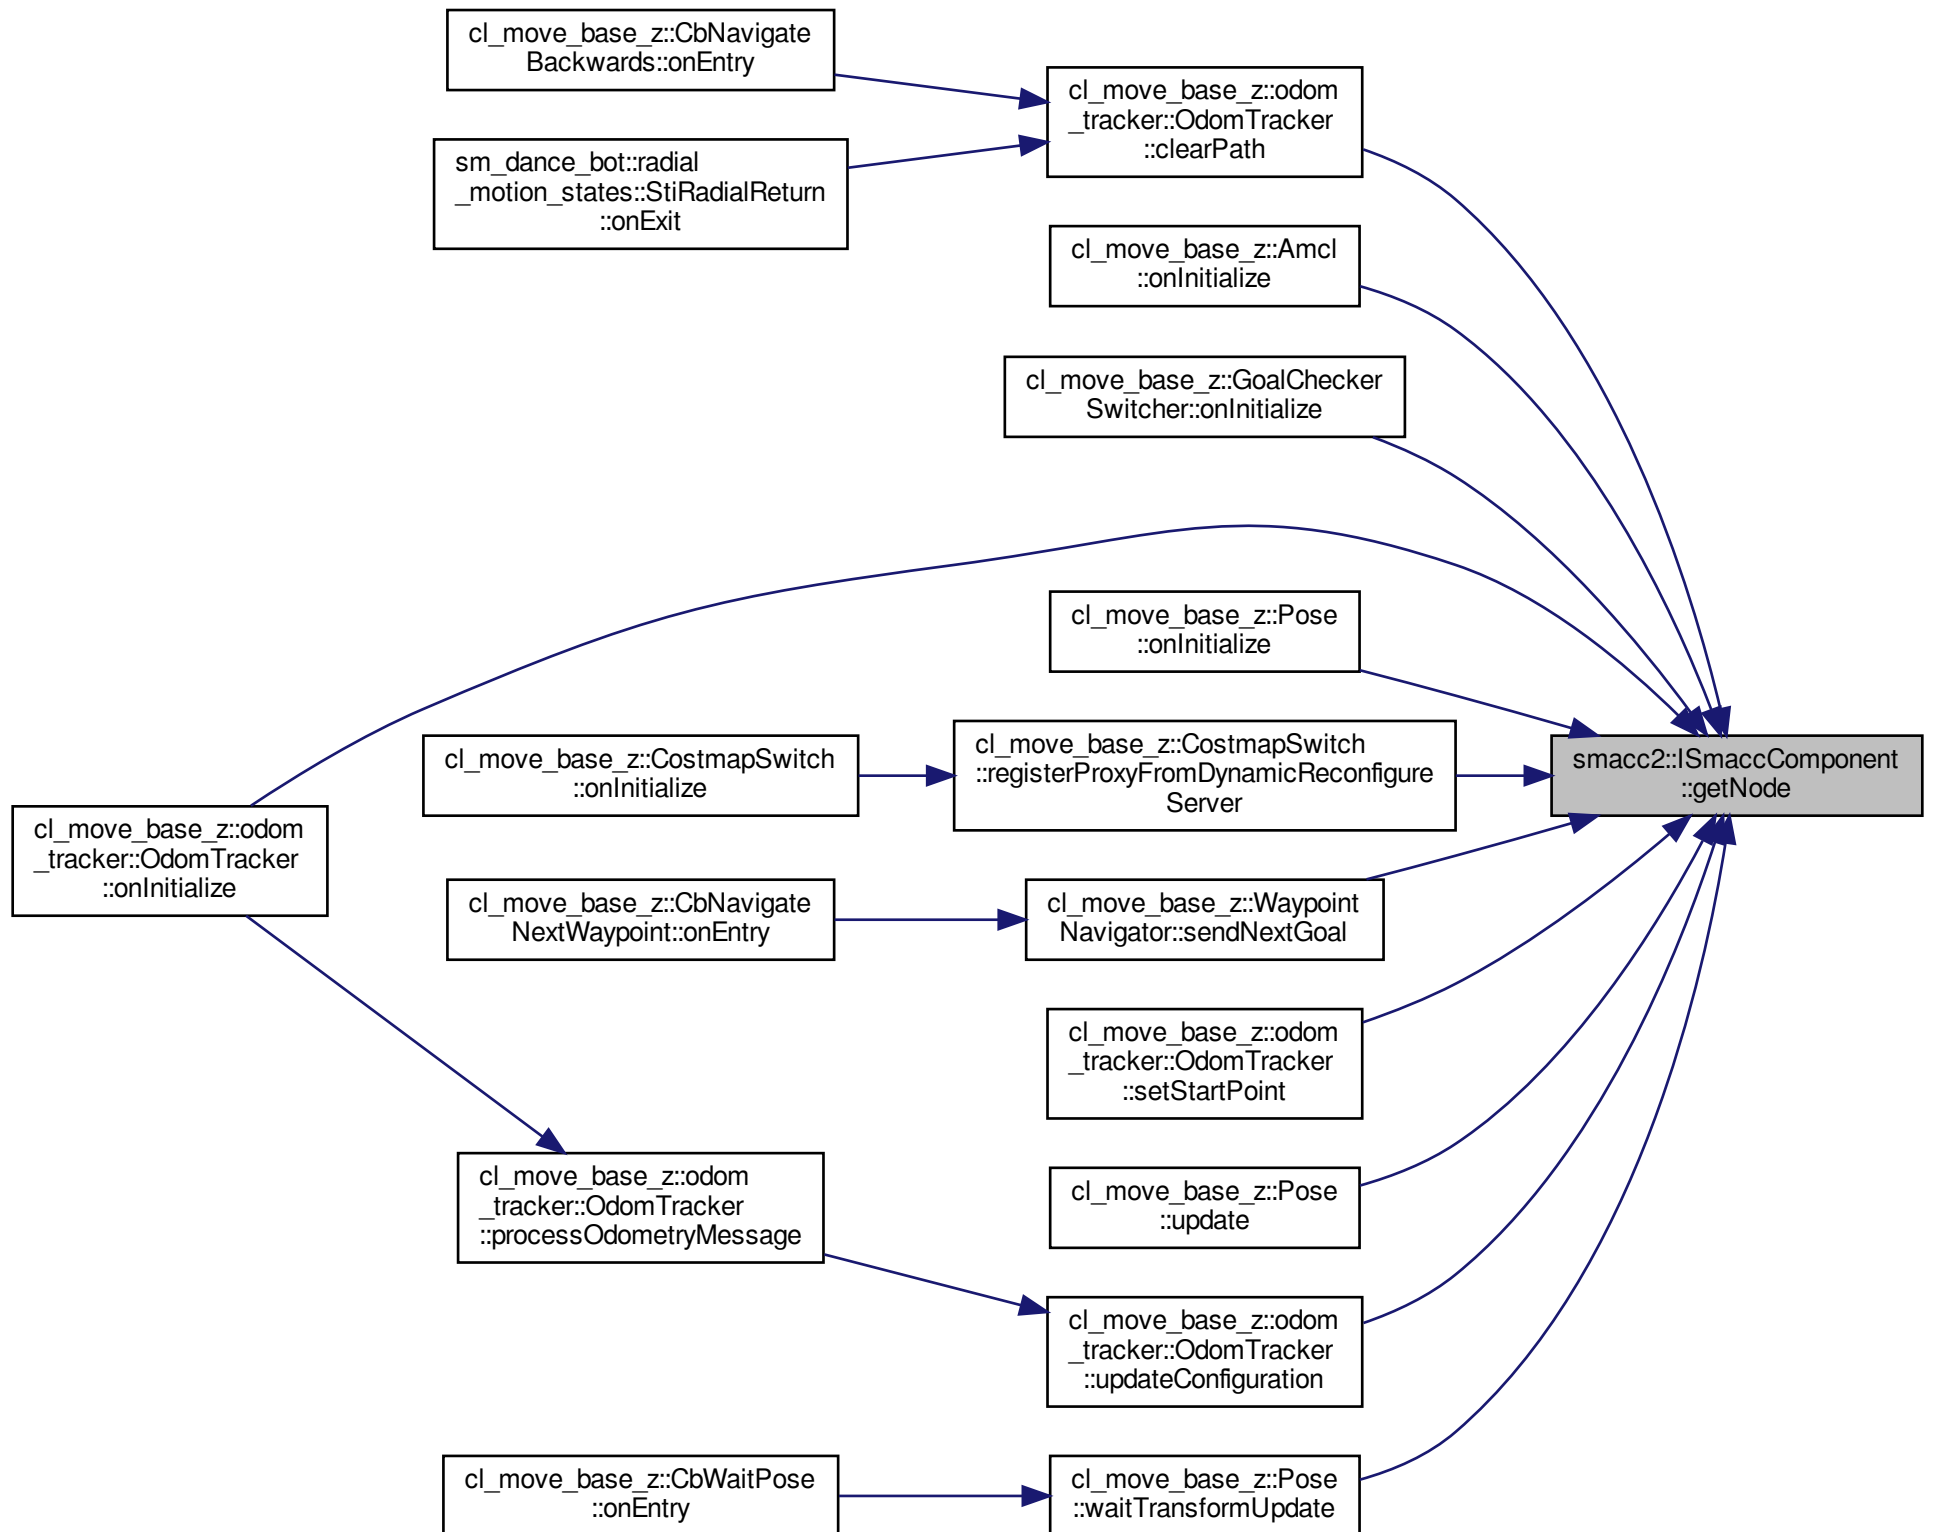 cl_move_base_z::CbNavigate
Backwards::onEntry
cl_move_base_z::odom
_tracker::OdomTracker
::clearPath
sm_dance_bot::radial
_motion_states::StiRadialReturn
::onExit
cl_move_base_z::Amcl
::onInitialize
cl_move_base_z::GoalChecker
Switcher::onInitialize
cl_move_base_z::Pose
::onInitialize
cl_move_base_z::CostmapSwitch
::onInitialize
cl_move_base_z::CostmapSwitch
::registerProxyFromDynamicReconfigure
Server
smacc2::ISmaccComponent
::getNode
cl_move_base_z::odom
_tracker::OdomTracker
::onInitialize
cl_move_base_z::CbNavigate
NextWaypoint::onEntry
cl_move_base_z::Waypoint
Navigator::sendNextGoal
cl_move_base_z::odom
_tracker::OdomTracker
::setStartPoint
cl_move_base_z::odom
_tracker::OdomTracker
::processOdometryMessage
cl_move_base_z::Pose
::update
cl_move_base_z::odom
_tracker::OdomTracker
::updateConfiguration
cl_move_base_z::CbWaitPose
::onEntry
cl_move_base_z::Pose
::waitTransformUpdate